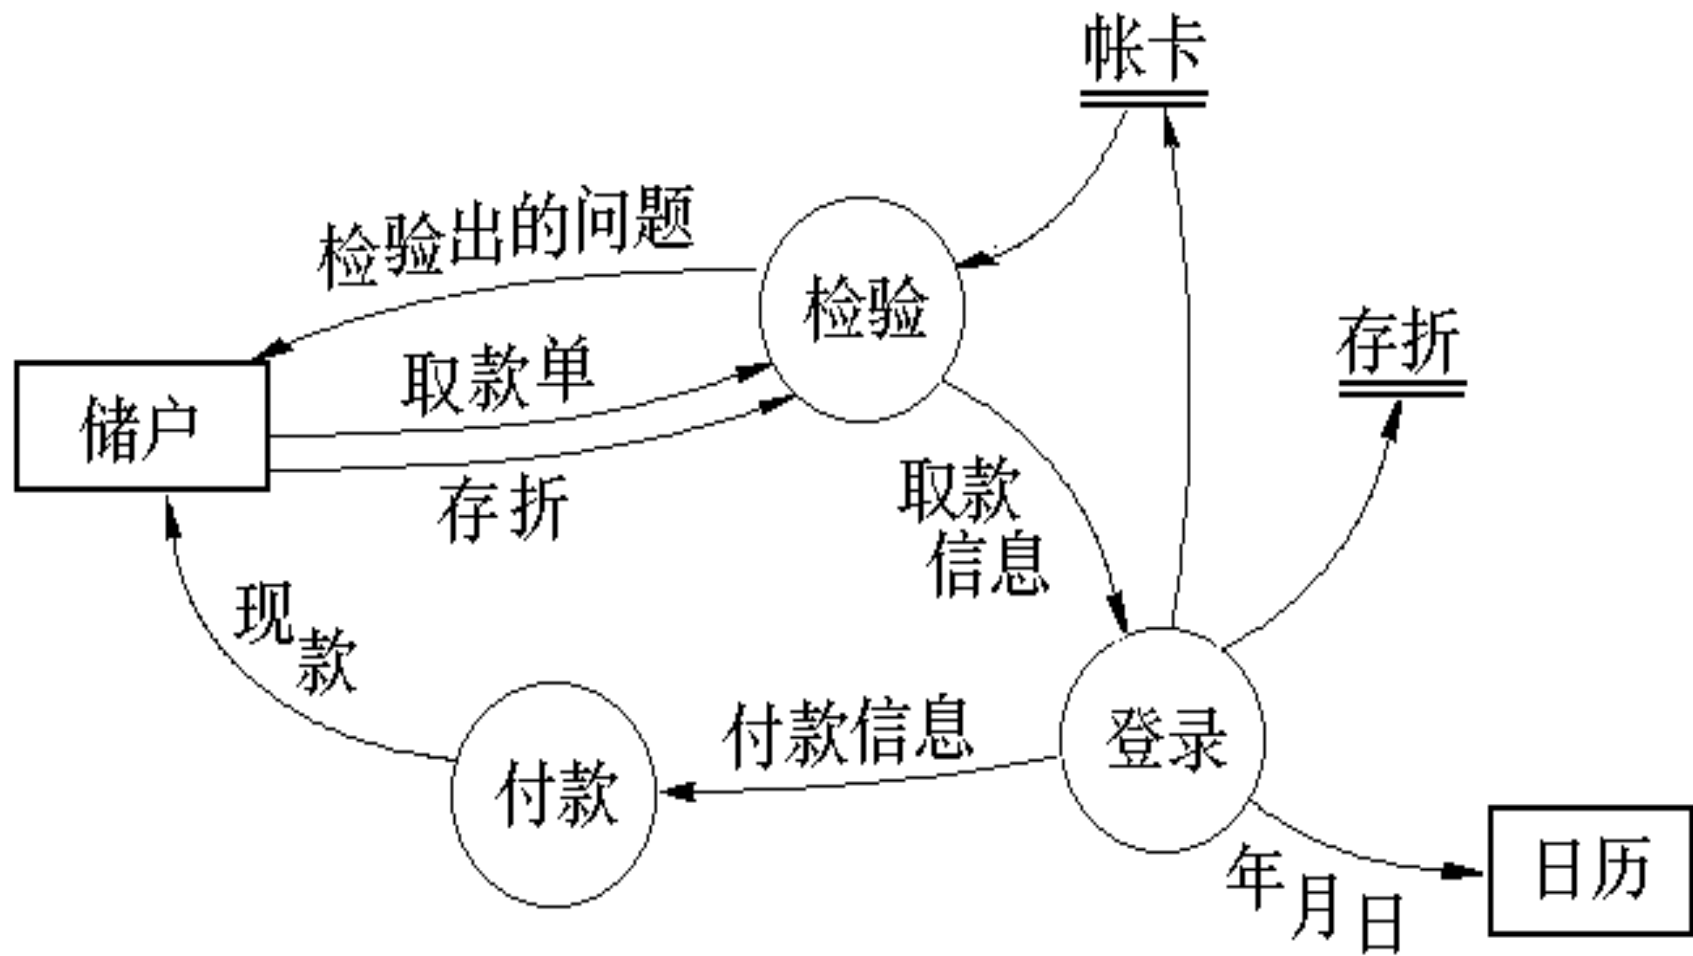 帐卡
检验出的问题
检验
存折
取款单
储户
存折
取款
信息
现款
付款信息
登录
付款
日历
年月日